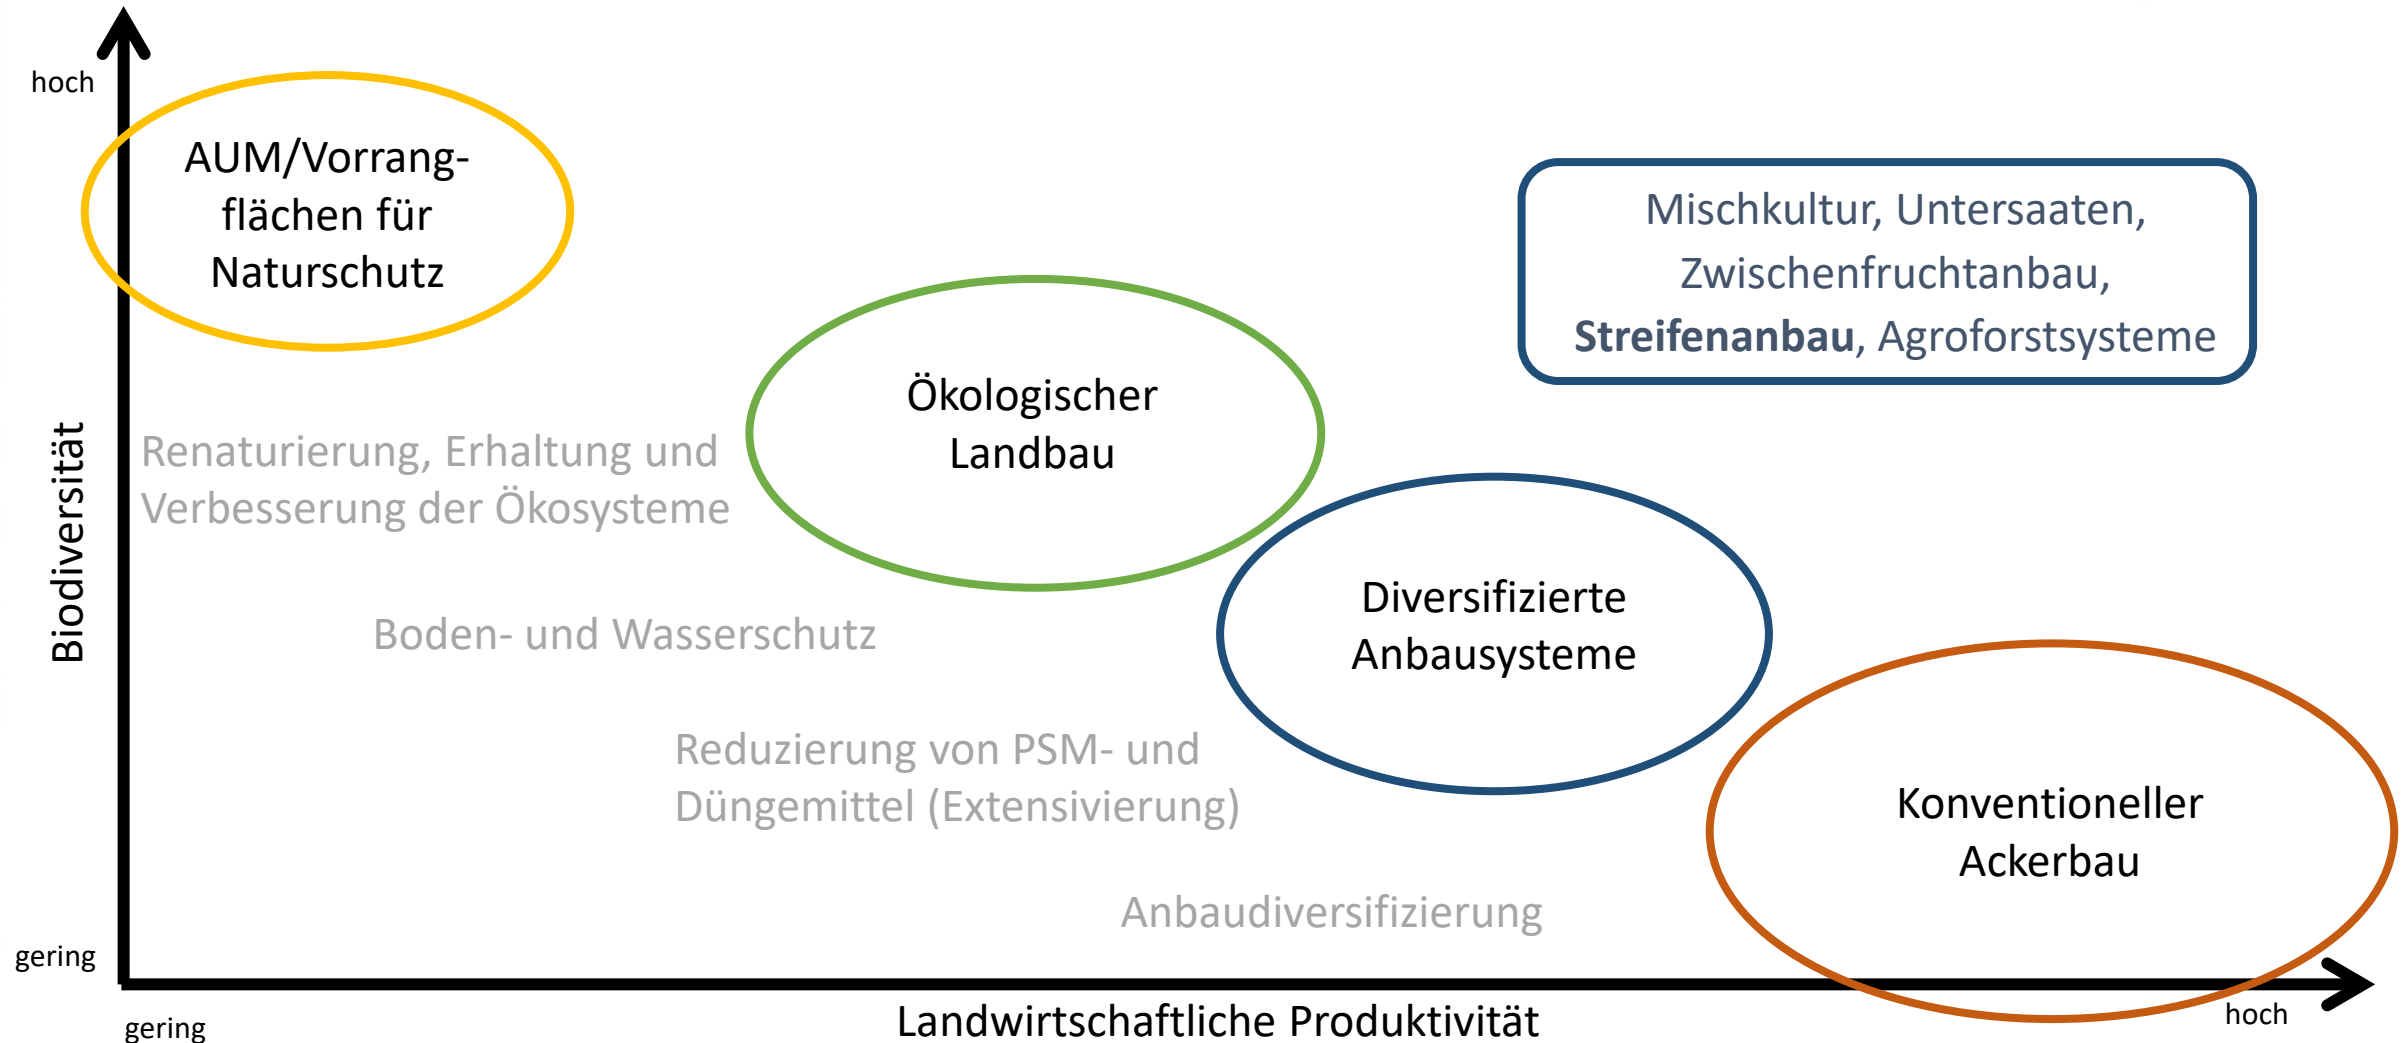 hoch
AUM/Vorrang-
flächen für
Naturschutz
Mischkultur, Untersaaten,
Zwischenfruchtanbau,
Streifenanbau, Agroforstsysteme
Ökologischer
Landbau
Biodiversität
Renaturierung, Erhaltung und
Verbesserung der Ökosysteme
Diversifizierte
Anbausysteme
Boden- und Wasserschutz
Reduzierung von PSM- und
Düngemittel (Extensivierung)
Konventioneller
Ackerbau
Anbaudiversifizierung
gering
gering
Landwirtschaftliche Produktivität
hoch